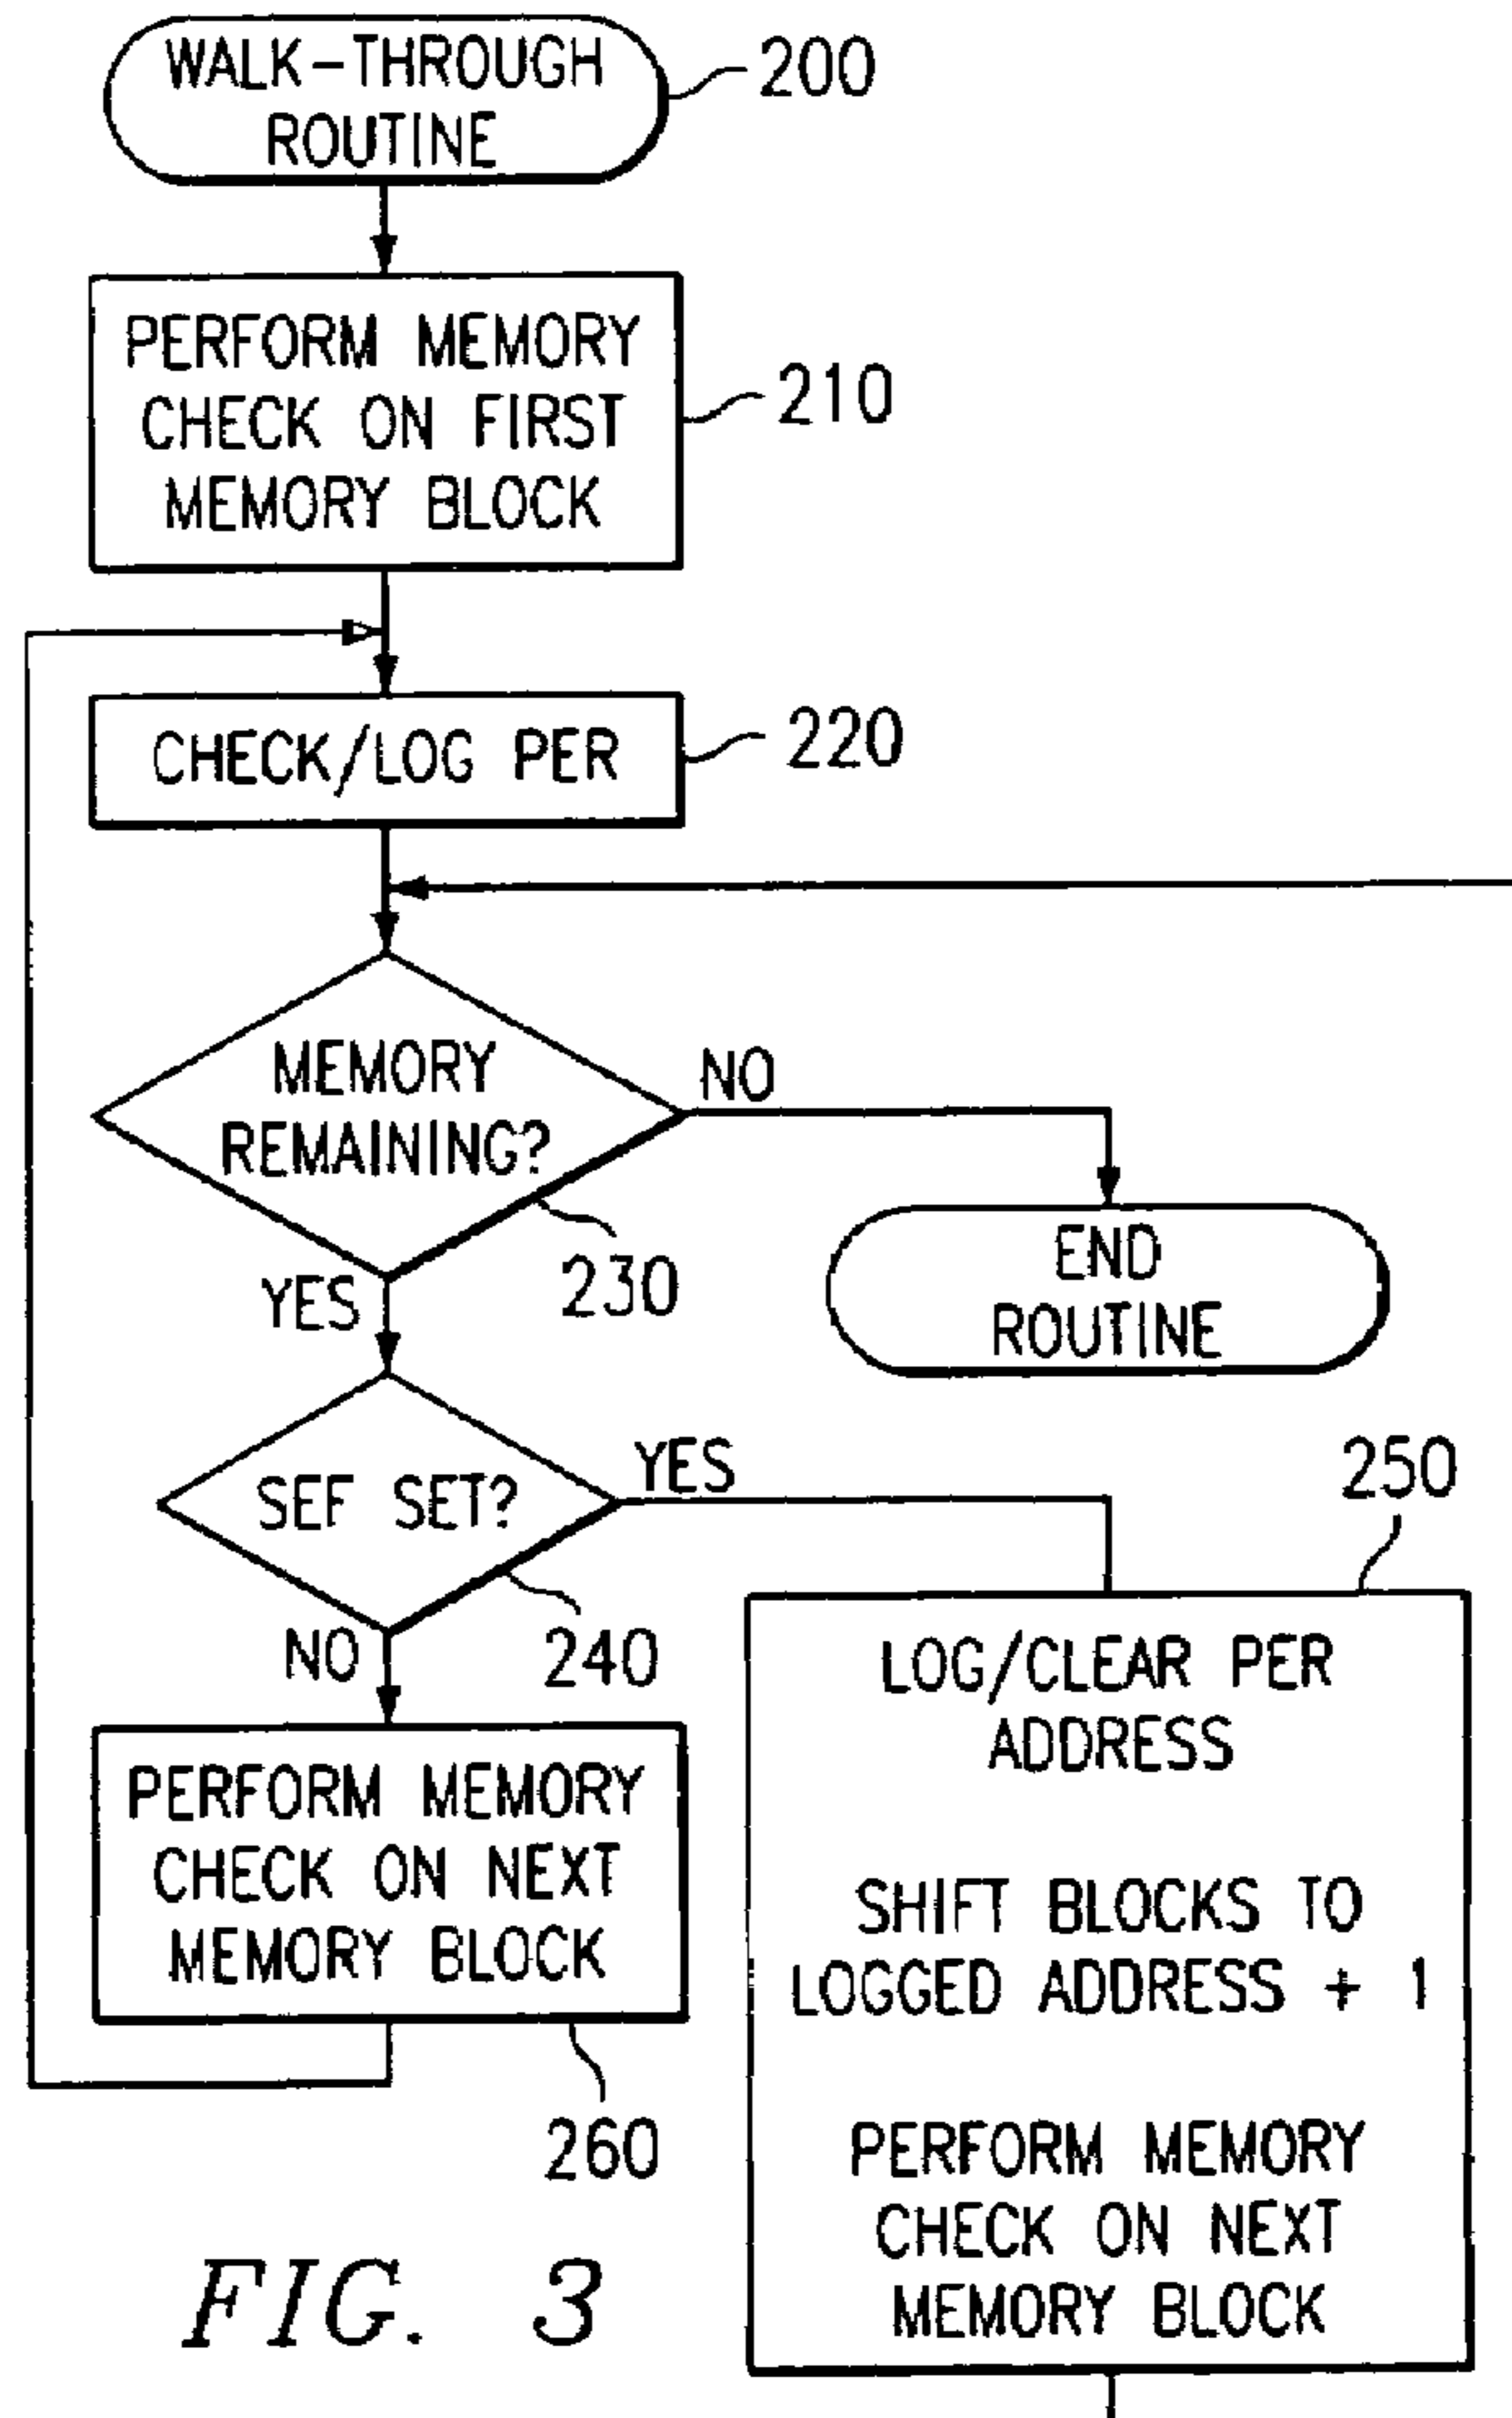 WALK-THROUGH
ROUTINE
200
PERFORM MEMORY
CHECK ON FIRST
MEMORY BLOCK
210
CHECK/LOG PER
220
MEMORY
REMAINING?
NO
230
YES
END
ROUTINE
SEF SET?
YES
240
NO
250
LOG/CLEAR PER
ADDRESS
SHIFT BLOCKS TO
LOGGED ADDRESS + 1
PERFORM MEMORY
CHECK ON NEXT
MEMORY BLOCK
PERFORM MEMORY
CHECK ON NEXT
MEMORY BLOCK
260
FIG. 3